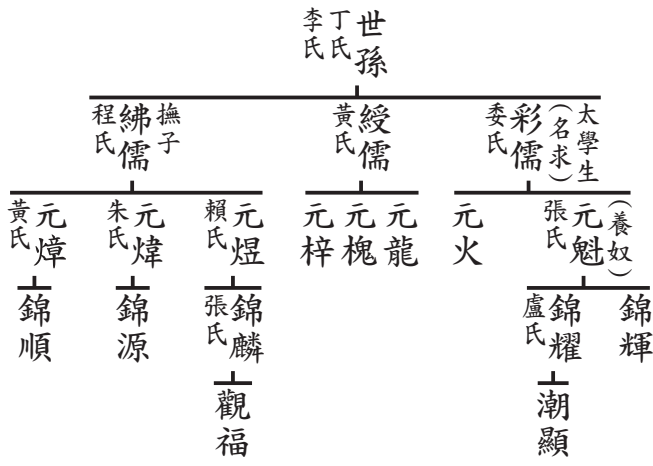 世孫
丁氏
李氏
太學生
(名求)
彩儒
委氏
綬儒
黃氏
撫子
紼儒
程氏
(養奴)
元魁
張氏
元火
元龍
元槐
元梓
元煜
賴氏
元煒
朱氏
元燑
黃氏
錦輝
錦耀
盧氏
錦麟
張氏
錦源
錦順
潮顯
觀福